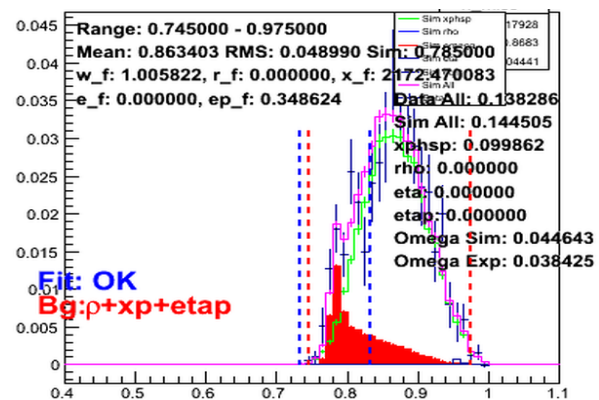 0.045
0.04
0.035
0.03
0.025
0.02
0.015
0.01
0.005
0
0.4
0.5
0.6
0.7
0.8
0.9
1
1.1
Range: 0.745000 - 0.975000
Mean: 0.863403 RMS: 0.048990 Sim: 0.785000
w_f: 1.005822, r_f: 0.000000, x_f: 2172.470083
e_f: 0.000000, ep_f: 0.348624
Sim xphsp
Sim rho
Sim All
17928
.8683
04441
Data All: 0.138286
Sim All: 0.144505
xphsp: 0.099862
rho: 0.000000
eta: 0.000000
etap: 0.000000
Omega Sim: 0.044643
Omega Exp: 0.038425
Fit: OK
Bg:ρ+xp+etap